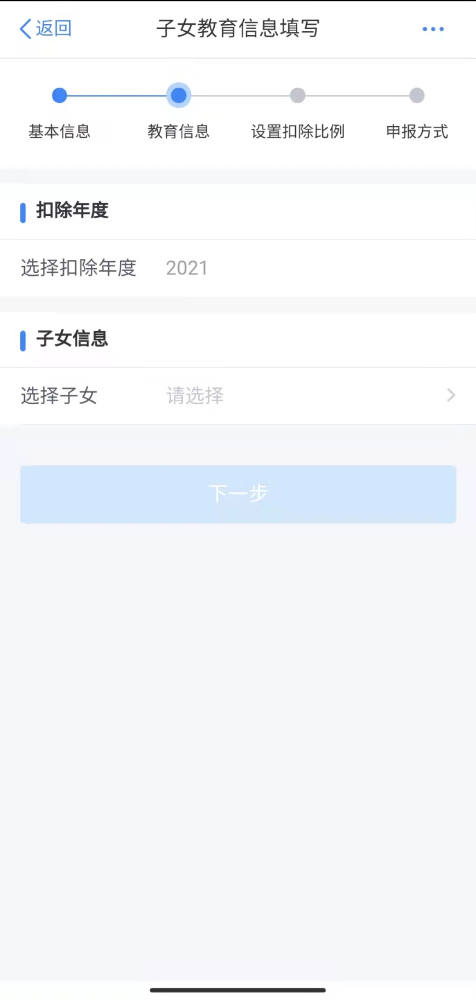 返回
子女教育信息填写
基本信息
教育信息
设置扣除比例
申报方式
扣除年度
选择扣除年度 2021
子女信息
选择子女 请选择
下一步